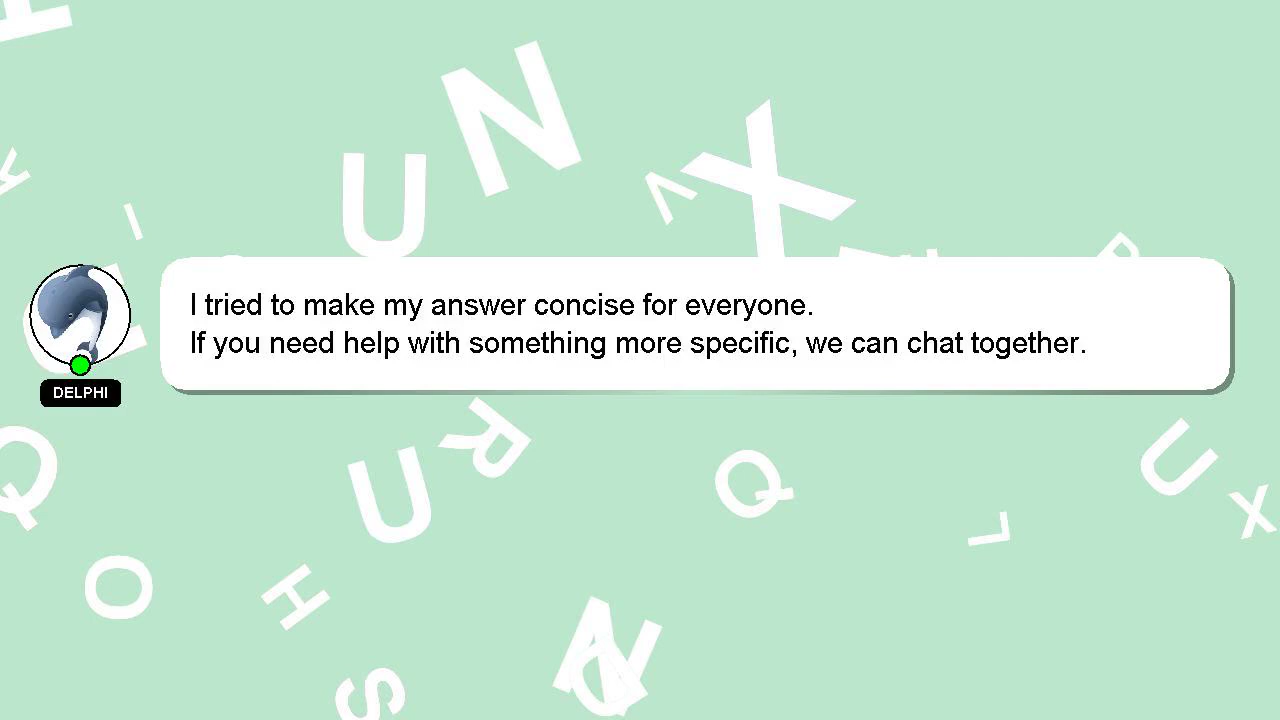 I tried to make my answer concise for everyone.
If you need help with something more specific, we can chat together.
DELPHI